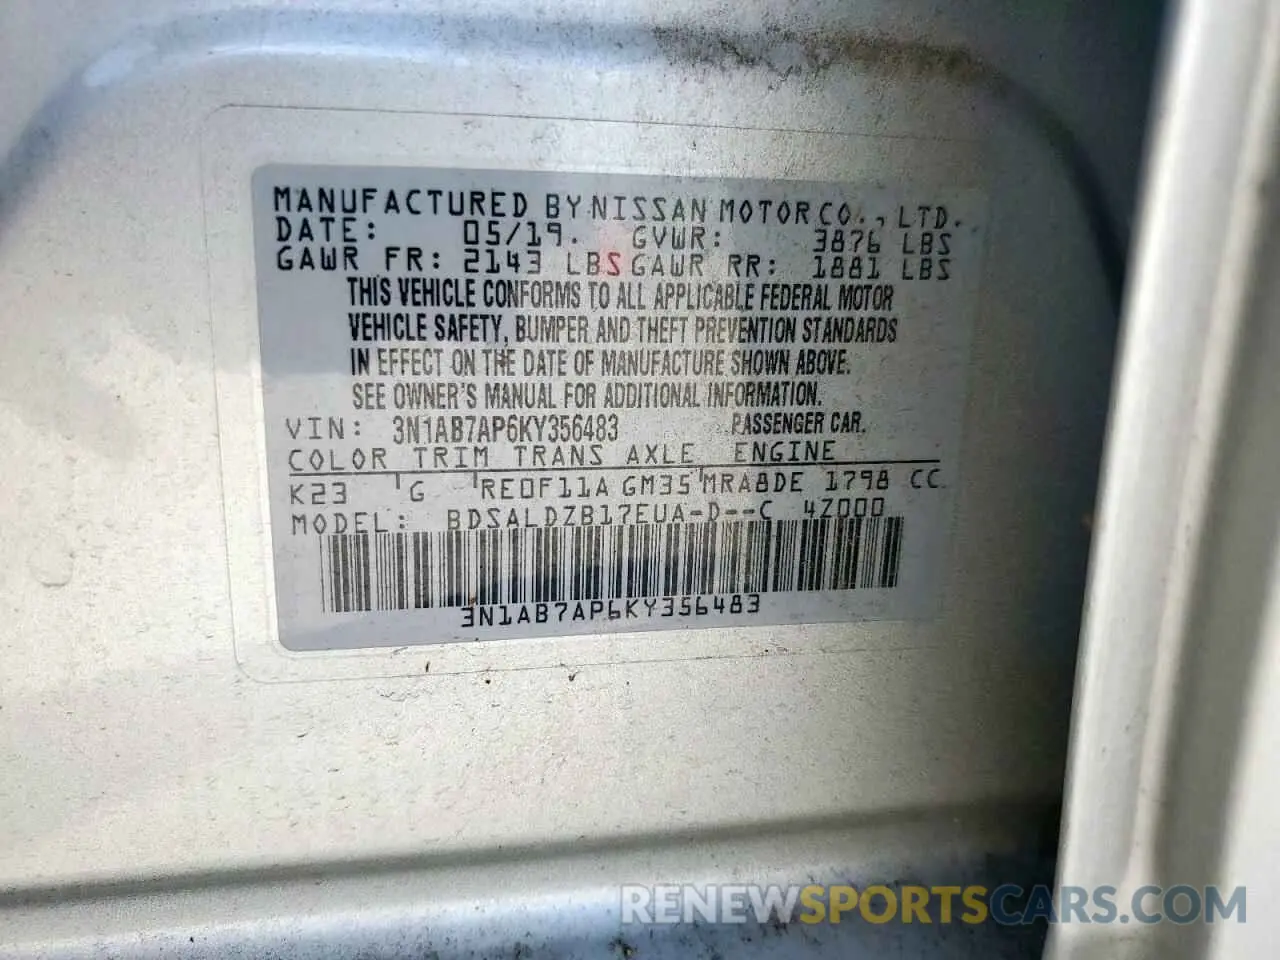 MANUFACTURED BY NISSAN MOTOR CO., LTD.
DATE: 05/19. GVWR: 3876 LBS
GAWR FR: 2143 LBS GAWR RR: 1881 LBS
THIS VEHICLE CONFORMS TO ALL APPLICABLE FEDERAL MOTOR
VEHICLE SAFETY, BUMPER AND THEFT PREVENTION STANDARDS
IN EFFECT ON THE DATE OF MANUFACTURE SHOWN ABOVE.
SEE OWNER'S MANUAL FOR ADDITIONAL INFORMATION.
VIN: 3N1AB7AP6KY356483 PASSENGER CAR.
COLOR TRIM TRANS AXLE ENGINE
K23 G RE0F11A GM35 MRA8DE 1798 CC
MODEL: BDSALDZB17EUA-D--C 4Z000
3N1AB7AP6KY356483
RENEWSPORTSCARS.COM